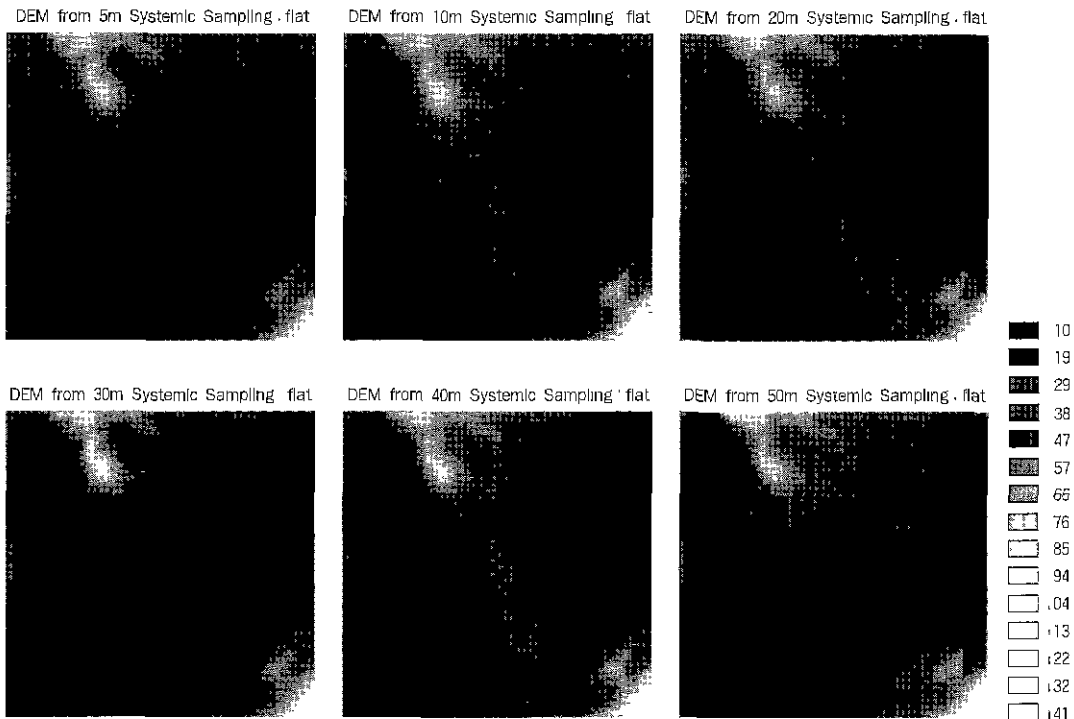 DEM from 5m Systemic Sampling . flat
DEM from 10m Systemic Sampling flat
DEM from 20m Systemic Sampling . flat
DEM from 30m Systemic Sampling flat
DEM from 40m Systemic Sampling ' flat
DEM from 50m Systemic Sampling . flat
10
19
29
38
47
57
66
76
85
94